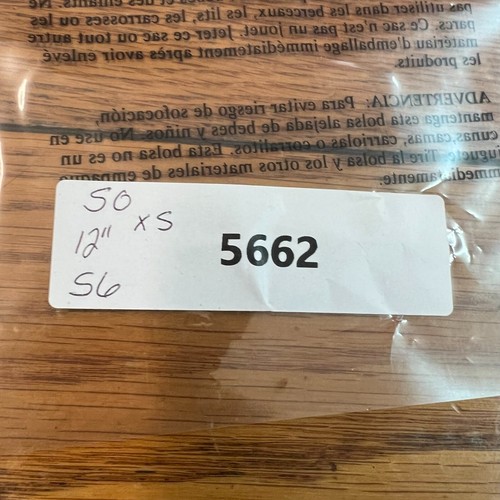 pas utiliser dans les berceaux, les lits, les carrosses ou les
parcs. Ce sac n'est pas un jouet. Jeter ce sac ou tout autre
matériau d'emballage immédiatement après avoir enlevé
les produits.
ADVERTENCIA: Para evitar riesgo de sofocación,
mantenga esta bolsa alejada de bebés y niños. No use en
cunas, camas, carriolas o corralitos. Esta bolsa no es un
juguete. Tire la bolsa y los otros materiales de empaque
immediatamente.
50
12" xs
56
5662